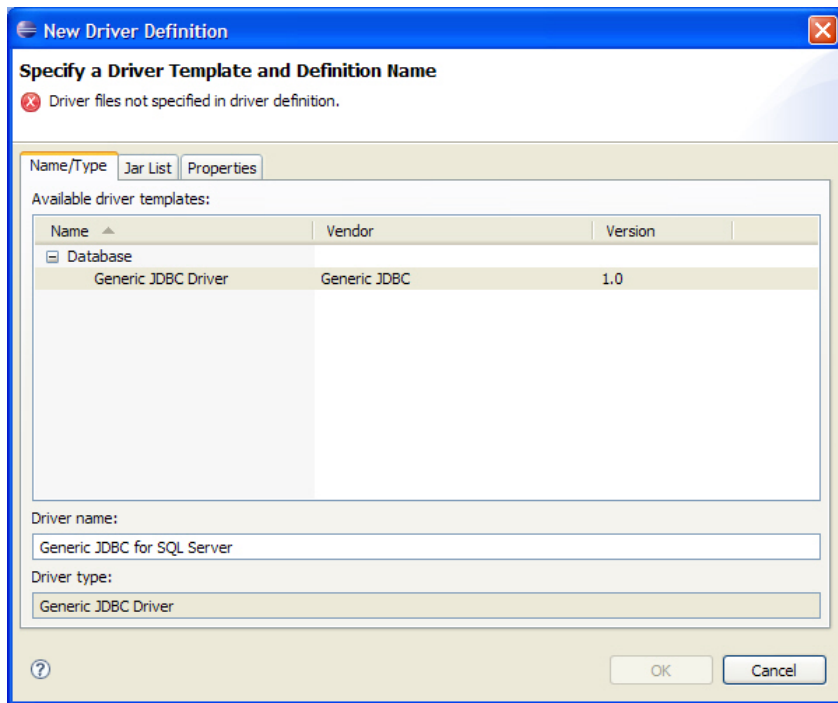 New Driver Definition
Specify a Driver Template and Definition Name
Driver files not specified in driver definition.
Name/Type Jar List Properties
Available driver templates:
Name Vendor Version
Database
Generic JDBC Driver Generic JDBC 1.0
Driver name:
Generic JDBC for SQL Server
Driver type:
Generic JDBC Driver
? OK Cancel